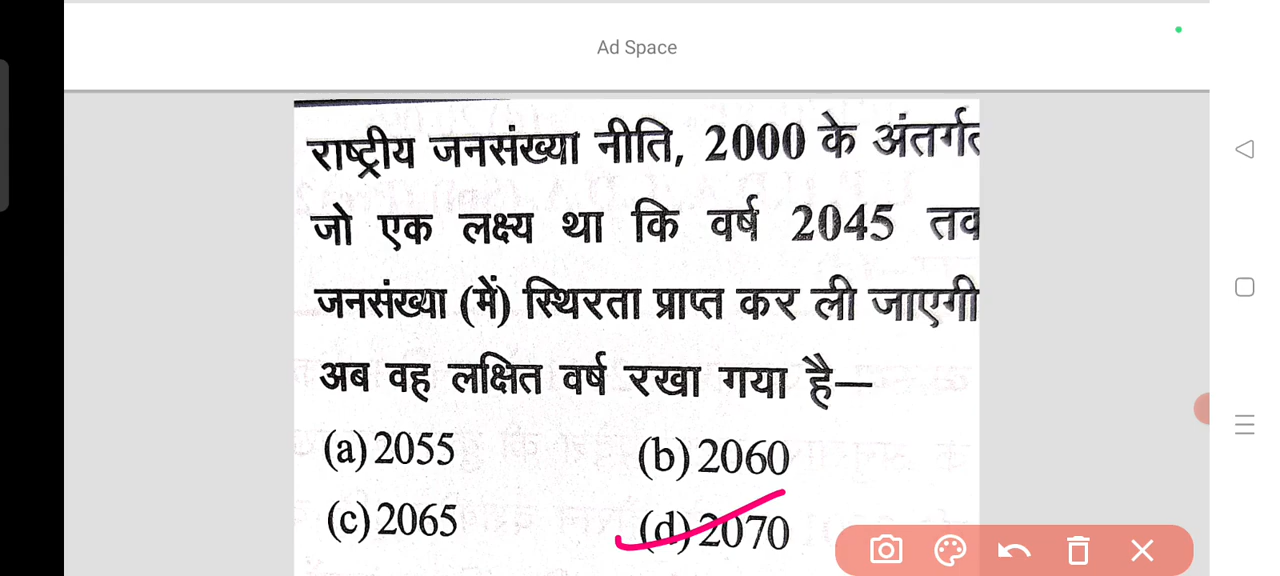 Ad Space
राष्ट्रीय जनसंख्या नीति, 2000 के अंतर्गत
जो एक लक्ष्य था कि वर्ष 2045 तक
जनसंख्या (में) स्थिरता प्राप्त कर ली जाएगी
अब वह लक्षित वर्ष रखा गया है—
(a) 2055 (b) 2060
(c) 2065 (d) 2070